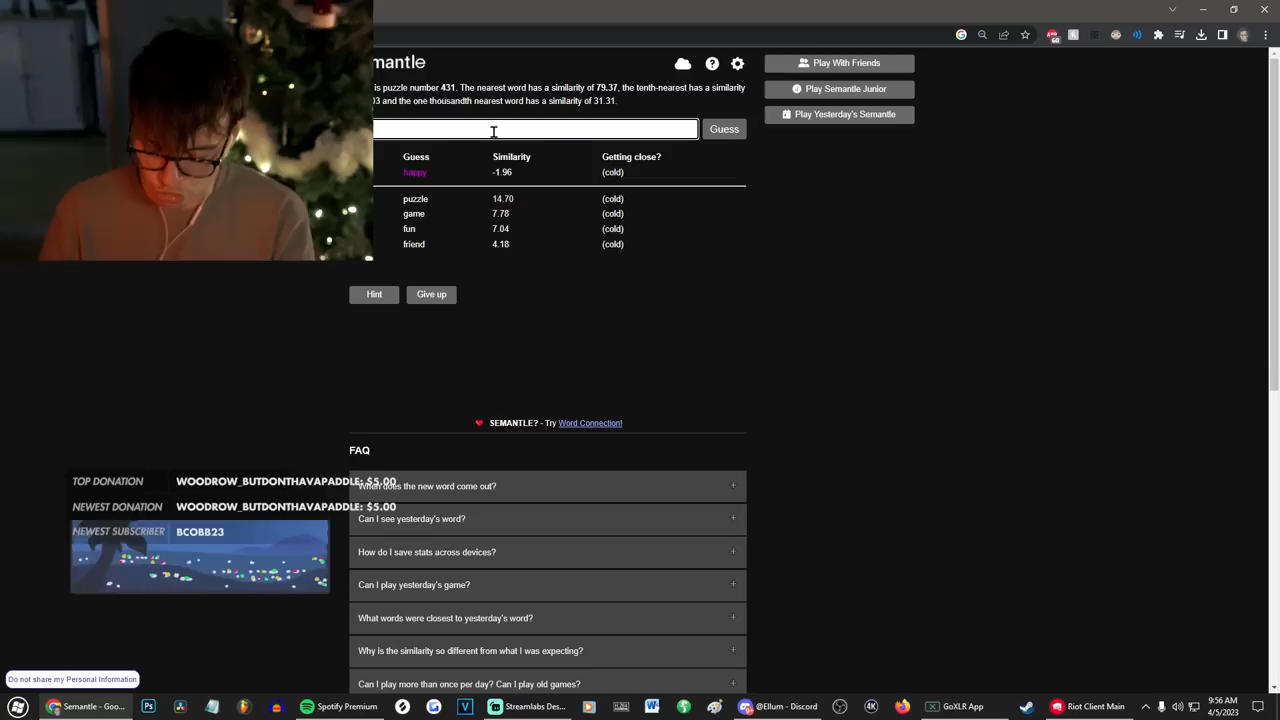 mantle
is puzzle number 431. The nearest word has a similarity of 79.37, the tenth-nearest has a similarity
and the one thousandth nearest word has a similarity of 31.31.
Guess
Guess Similarity Getting close?
happy -1.96 (cold)
puzzle 14.70 (cold)
game 7.78 (cold)
fun 7.04 (cold)
friend 4.18 (cold)
Hint Give up
Play With Friends
Play Semantle Junior
Play Yesterday's Semantle
SEMANTLE? - Try Word Connection!
FAQ
When does the new word come out?
Can I see yesterday's word?
How do I save stats across devices?
Can I play yesterday's game?
What words were closest to yesterday's word?
Why is the similarity so different from what I was expecting?
Can I play more than once per day? Can I play old games?
TOP DONATION WOODROW_BUTDONTHAVAPADDLE: $5.00
NEWEST DONATION WOODROW_BUTDONTHAVAPADDLE: $5.00
NEWEST SUBSCRIBER BCOBB23
Do not share my Personal Information
Semantle - Goo...
Spotify Premium
Streamlabs Des...
@Ellum - Discord
GoXLR App
Riot Client Main
9:56 AM
4/5/2023